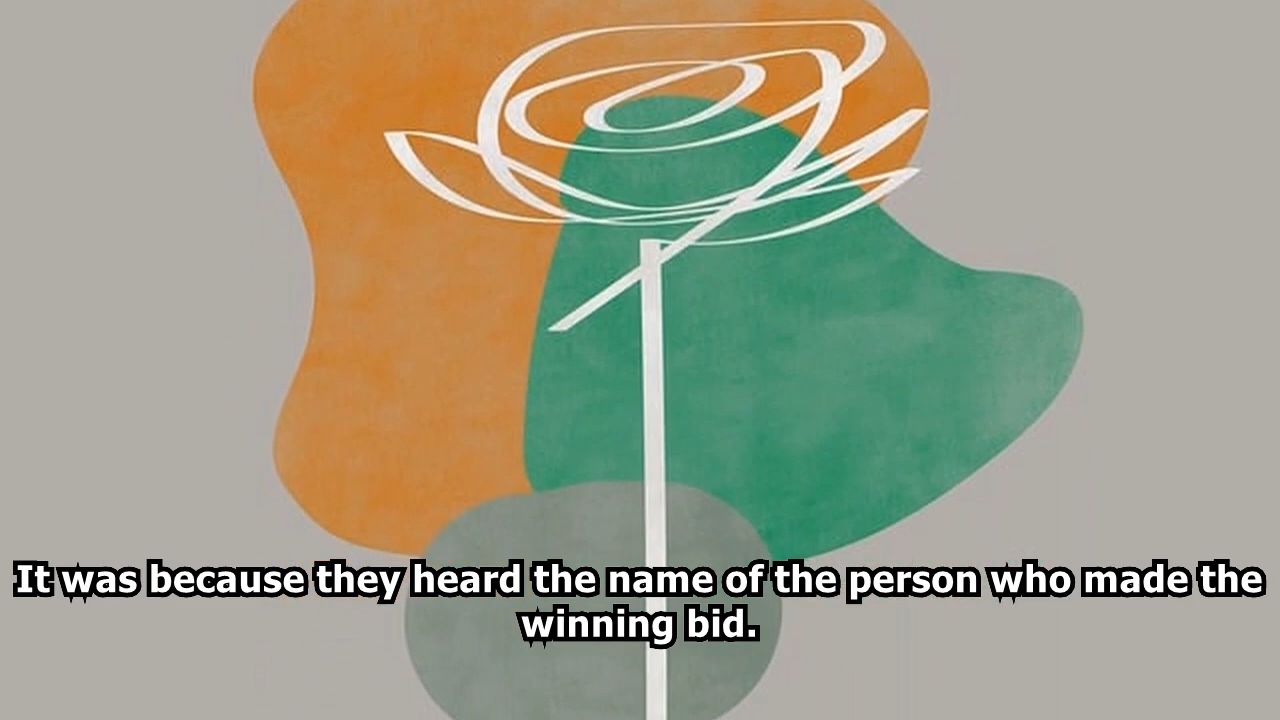 It was because they heard the name of the person who made the
winning bid.